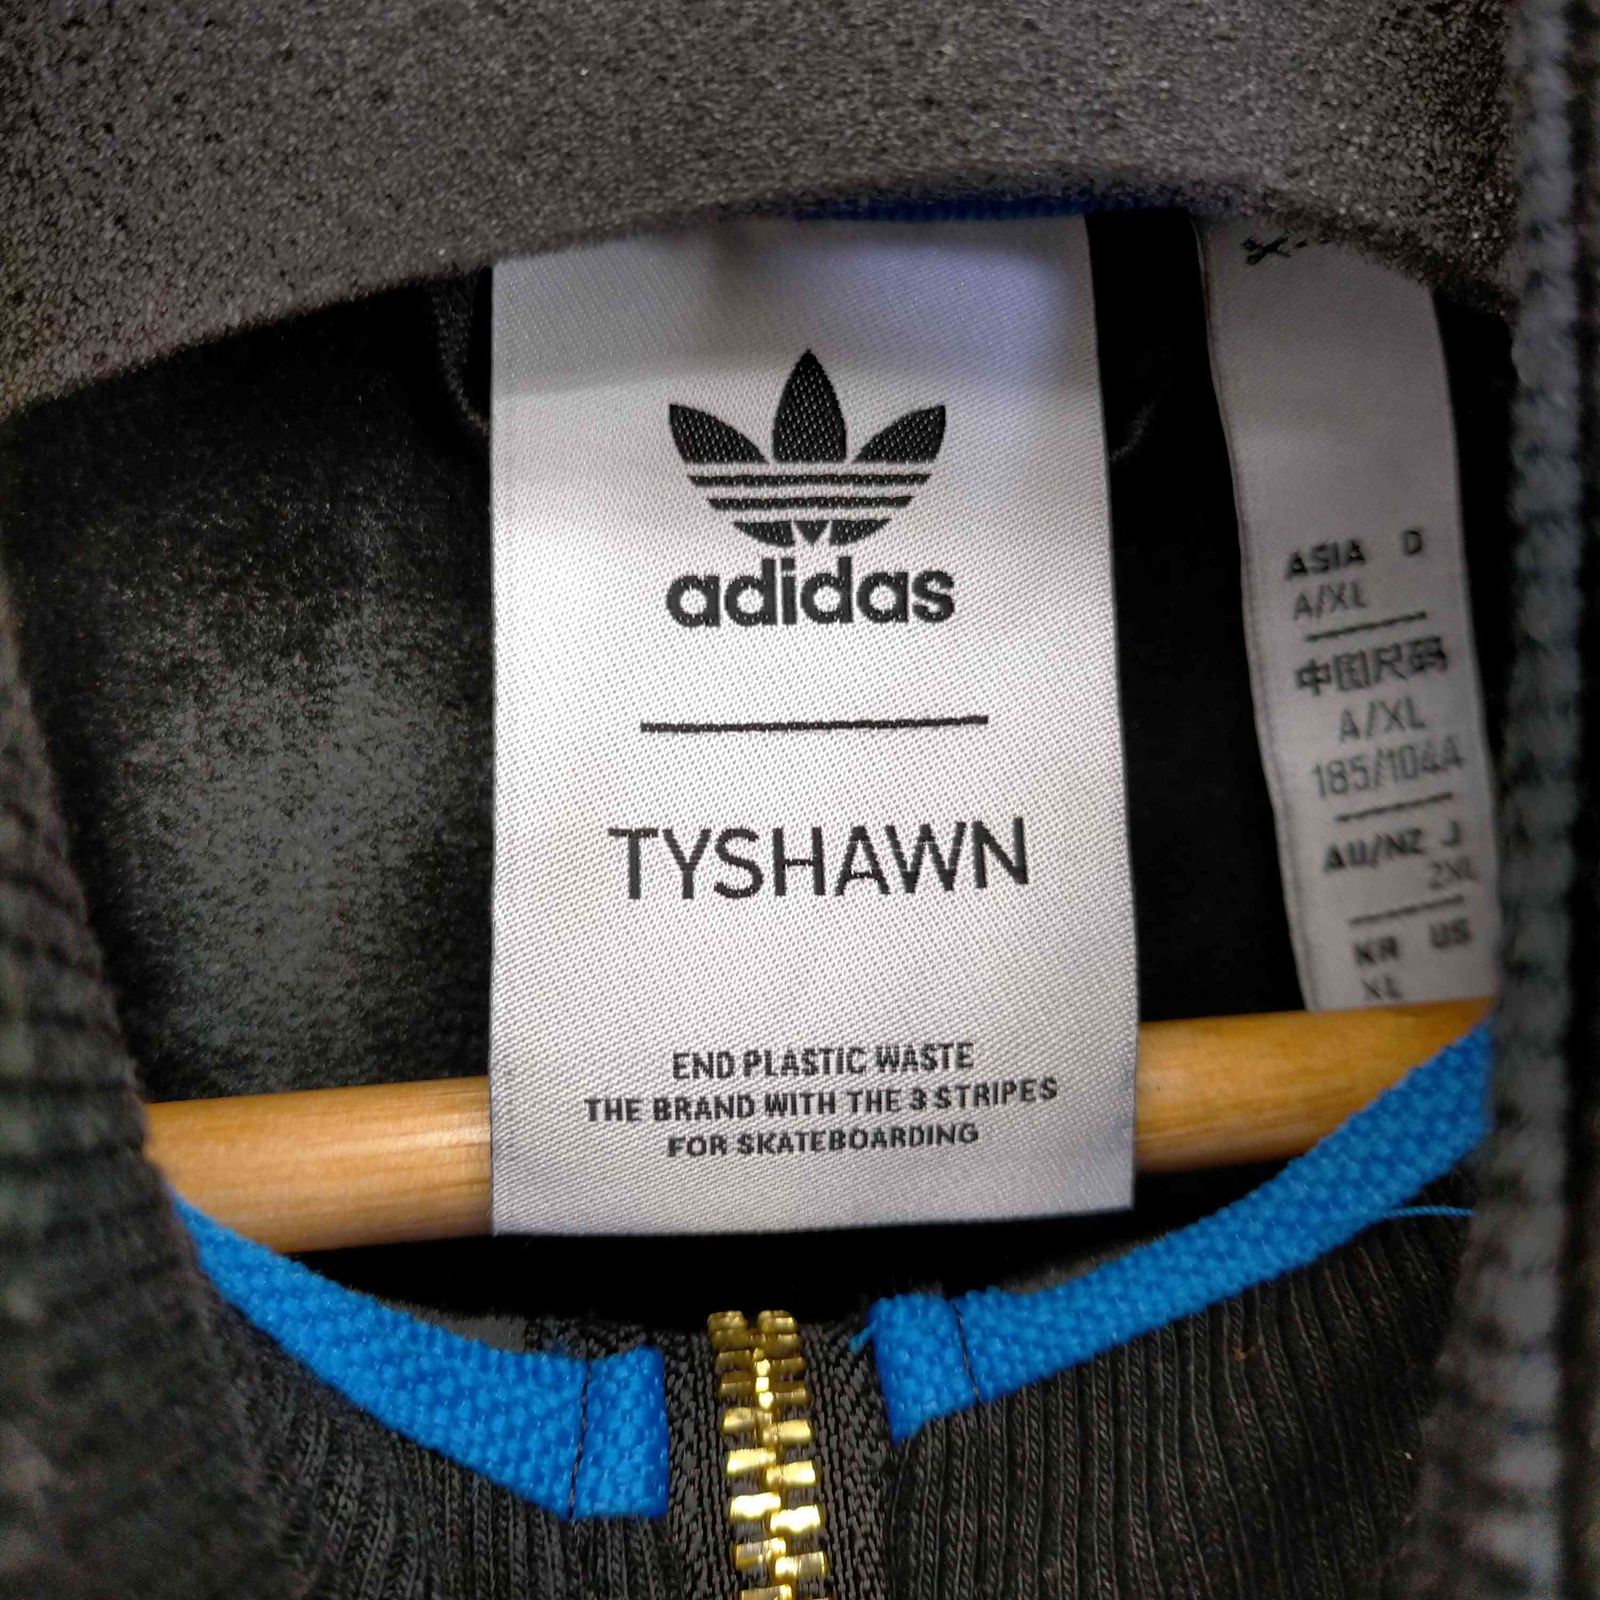 adidas
TYSHAWN
END PLASTIC WASTE
THE BRAND WITH THE 3 STRIPES
FOR SKATEBOARDING
ASIA D
A/XL
中国尺码
A/XL
185/104A
AU/NZ J
2XL
KR US
XL